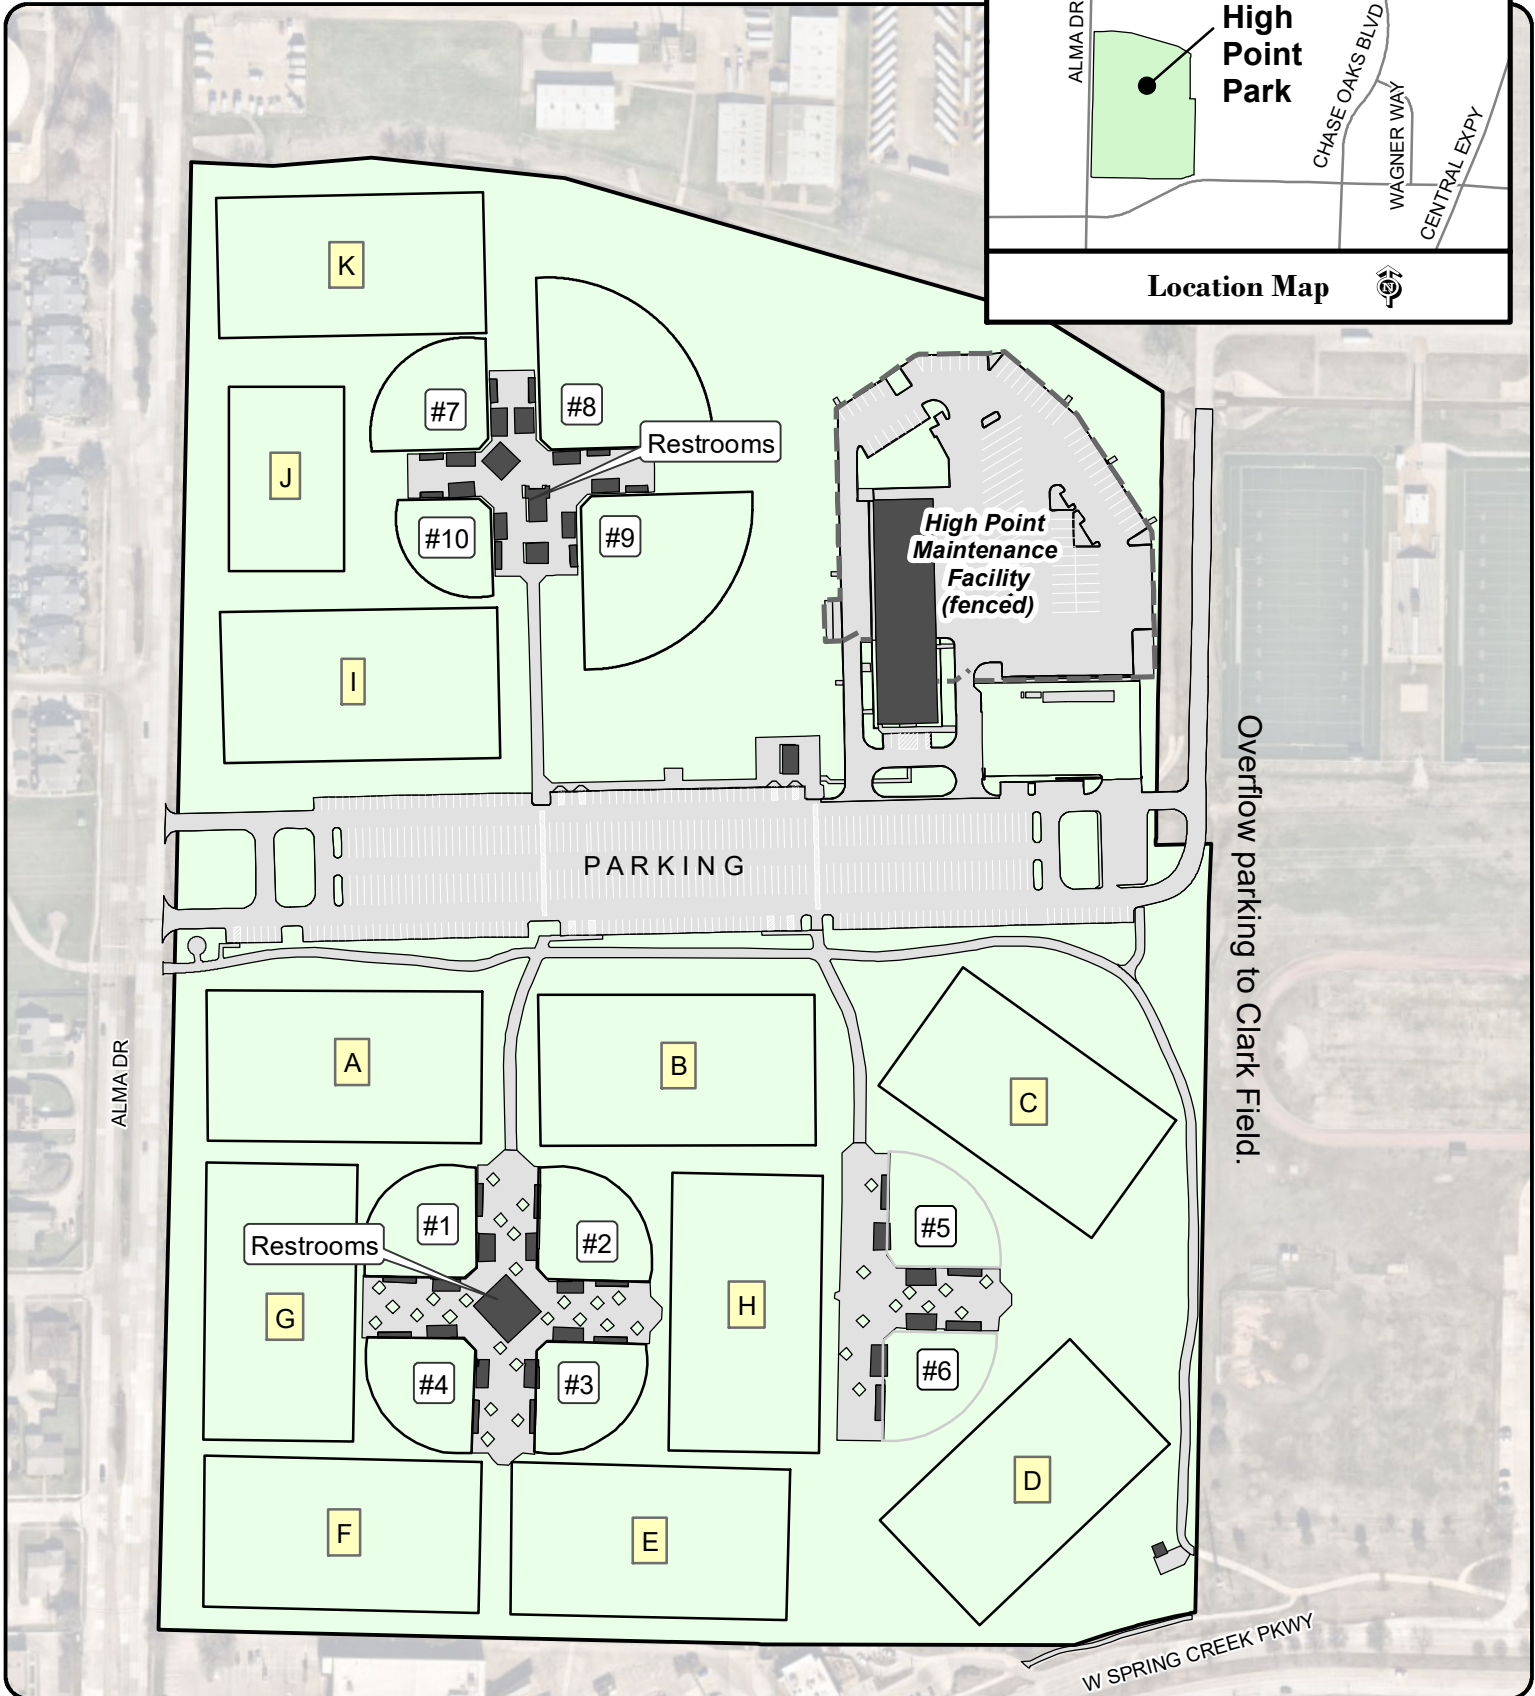 ALMA DR
High
Point
Park
CHASE OAKS BLVD
WAGNER WAY
CENTRAL EXPY
Location Map
N
K
#7
#8
Restrooms
J
#10
#9
High Point
Maintenance
Facility
(fenced)
I
PARKING
Overflow parking to Clark Field.
A
B
C
ALMA DR
#1
#2
#5
Restrooms
G
H
#4
#3
#6
D
F
E
W SPRING CREEK PKWY